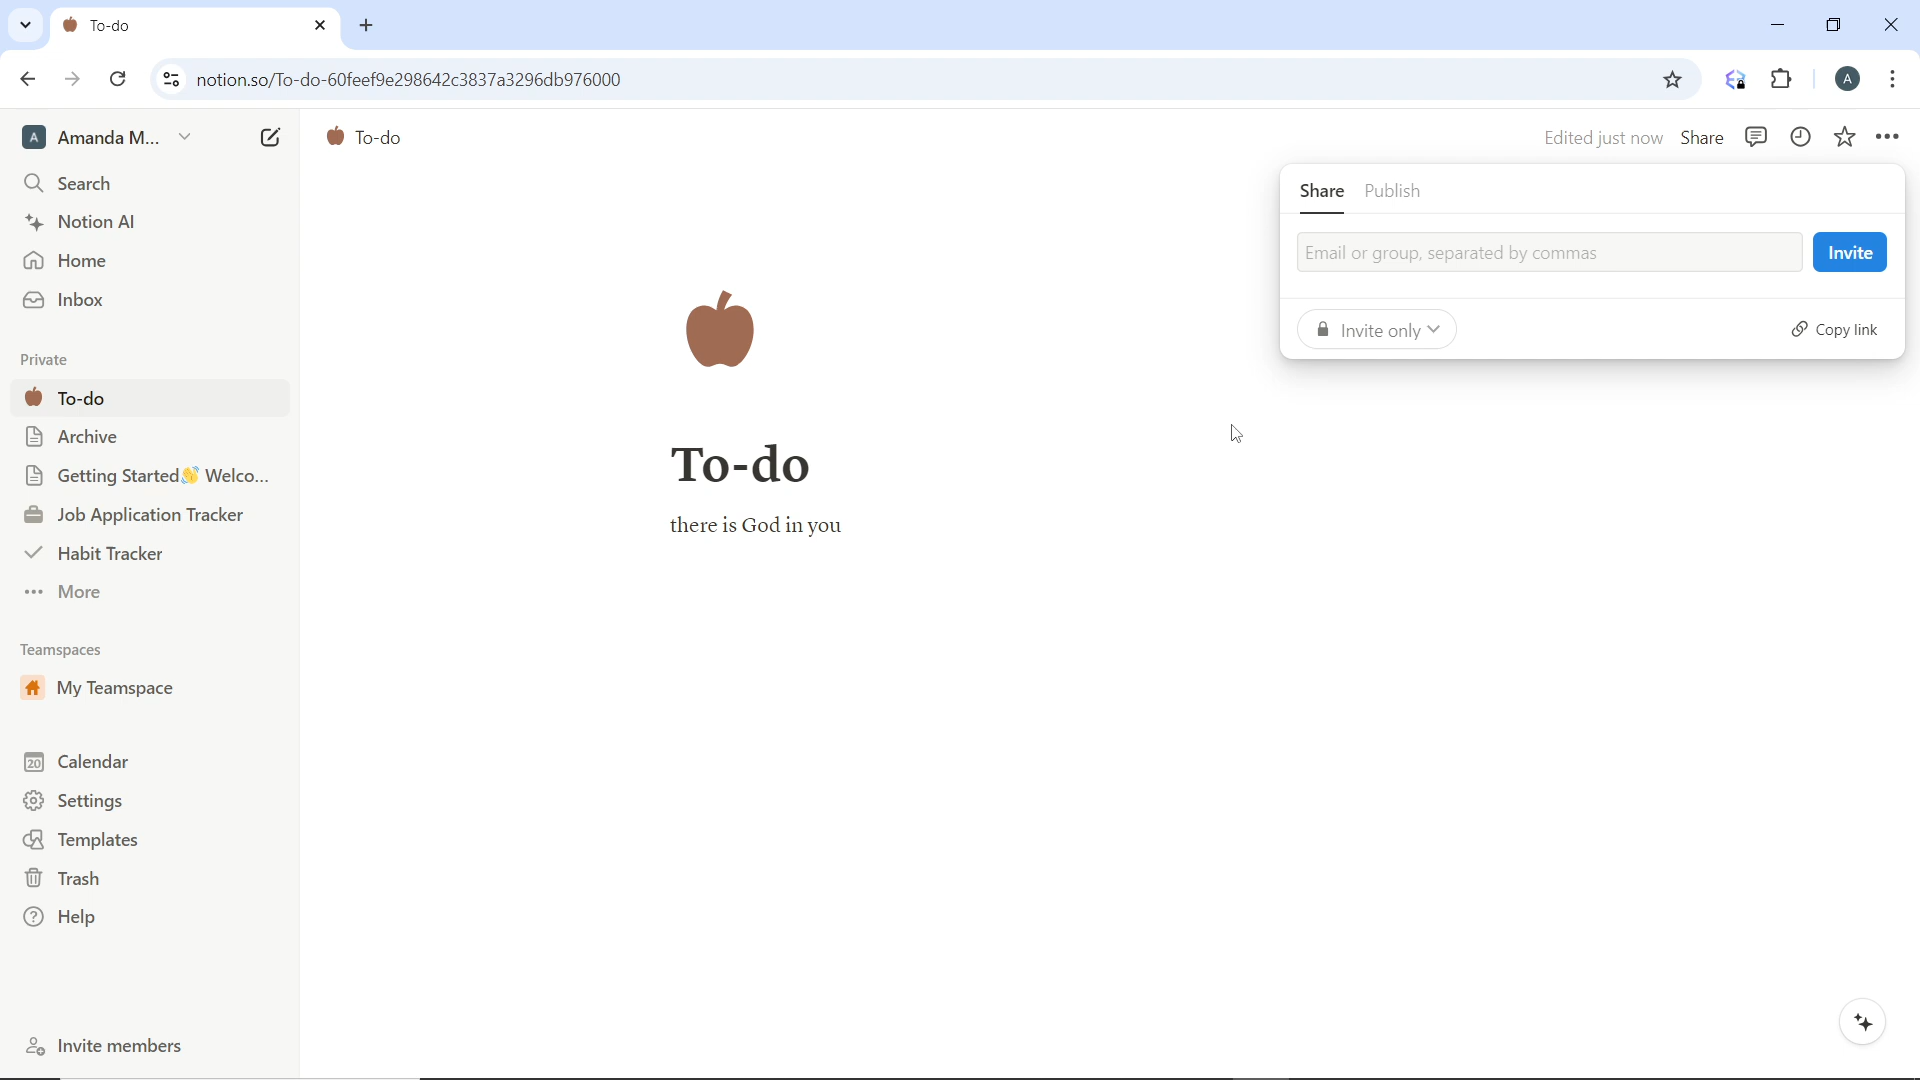 To-do
notion.so/To-do-60feef9e298642c3837a3296db976000
A
A Amanda M...
Search
Notion AI
Home
Inbox
Private
To-do
Archive
Getting Started👋 Welco...
Job Application Tracker
Habit Tracker
More
Teamspaces
My Teamspace
20 Calendar
Settings
Templates
Trash
Help
Invite members
To-do
Edited just now Share
Share Publish
Email or group, separated by commas Invite
Invite only Copy link
To-do
there is God in you